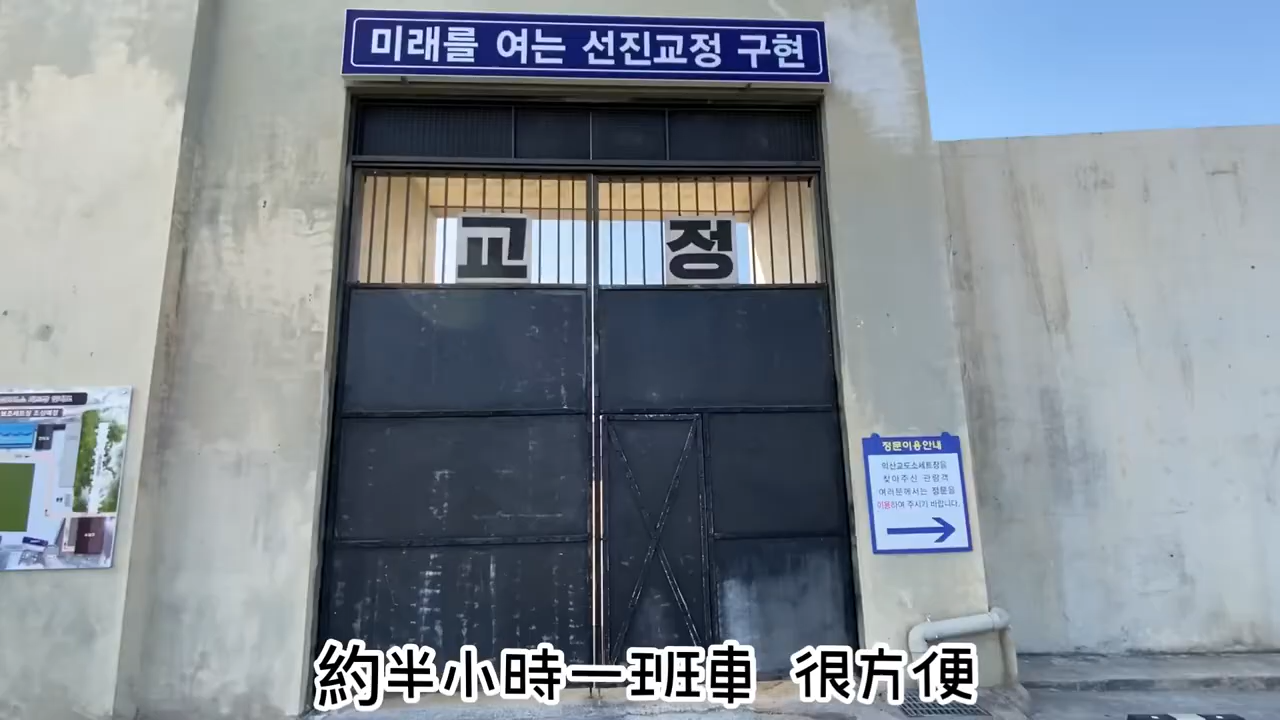 미래를 여는 선진교정 구현
교 정
정문이용안내
익산교도소세트장을
찾아주신 관람객
여러분께서는 정문을
이용하여 주시기 바랍니다.
約半小時一班車 很方便